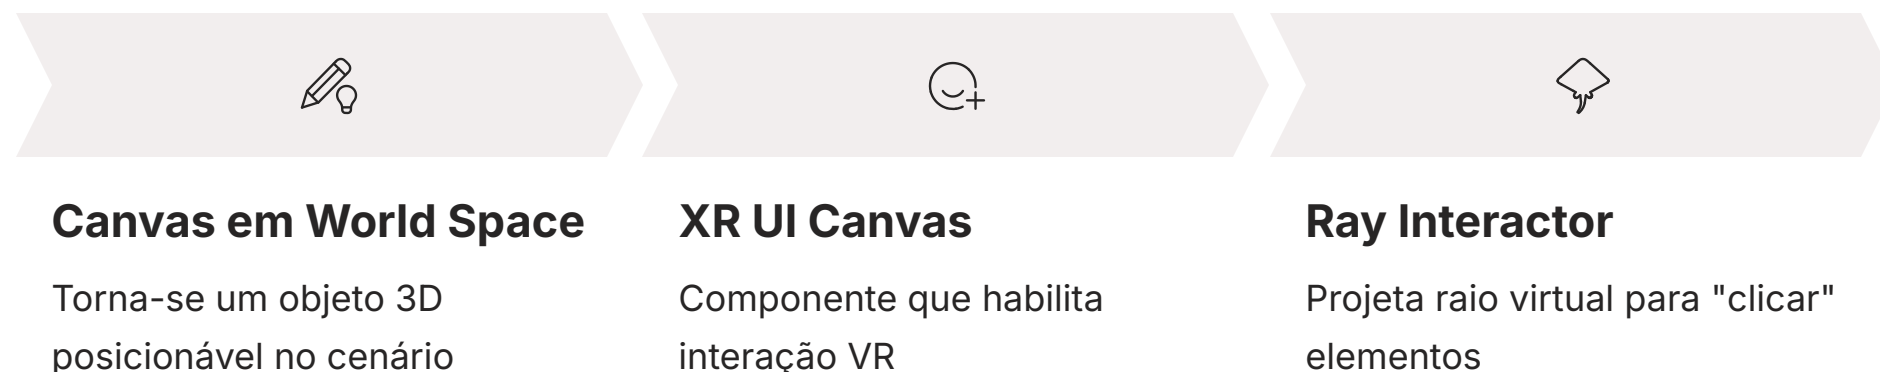 Canvas em World Space
Torna-se um objeto 3D
posicionável no cenário
XR UI Canvas
Componente que habilita
interação VR
Ray Interactor
Projeta raio virtual para "clicar"
elementos